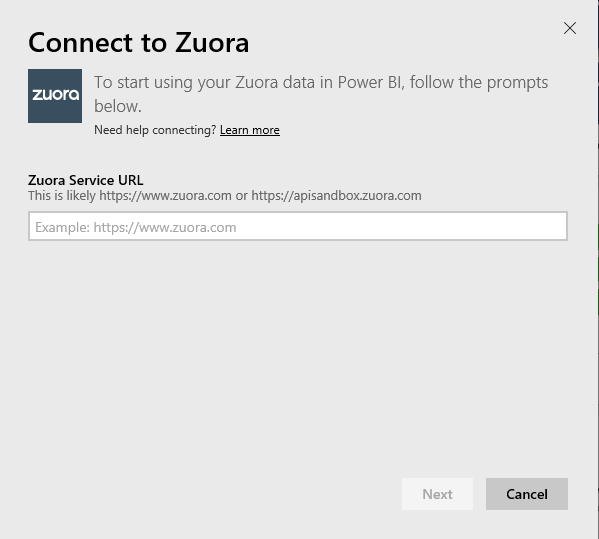 Connect to Zuora
zuora
To start using your Zuora data in Power BI, follow the prompts
below.
Need help connecting? Learn more
Zuora Service URL
This is likely https://www.zuora.com or https://apisandbox.zuora.com
Example: https://www.zuora.com
Next
Cancel